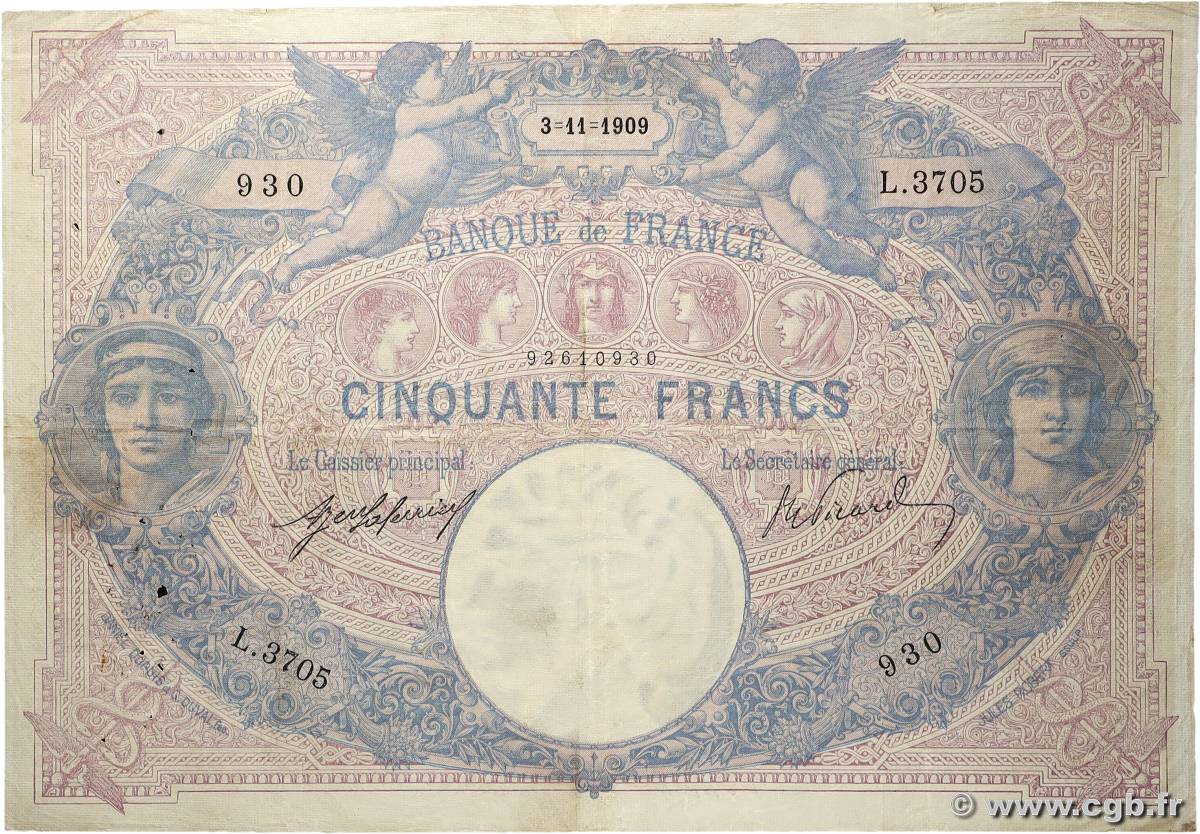 3=11=1909
930
L.3705
BANQUE de FRANCE
92610930
CINQUANTE FRANCS
Le Caissier principal:
Le Secrétaire général:
L.3705
930
© www.cgb.fr